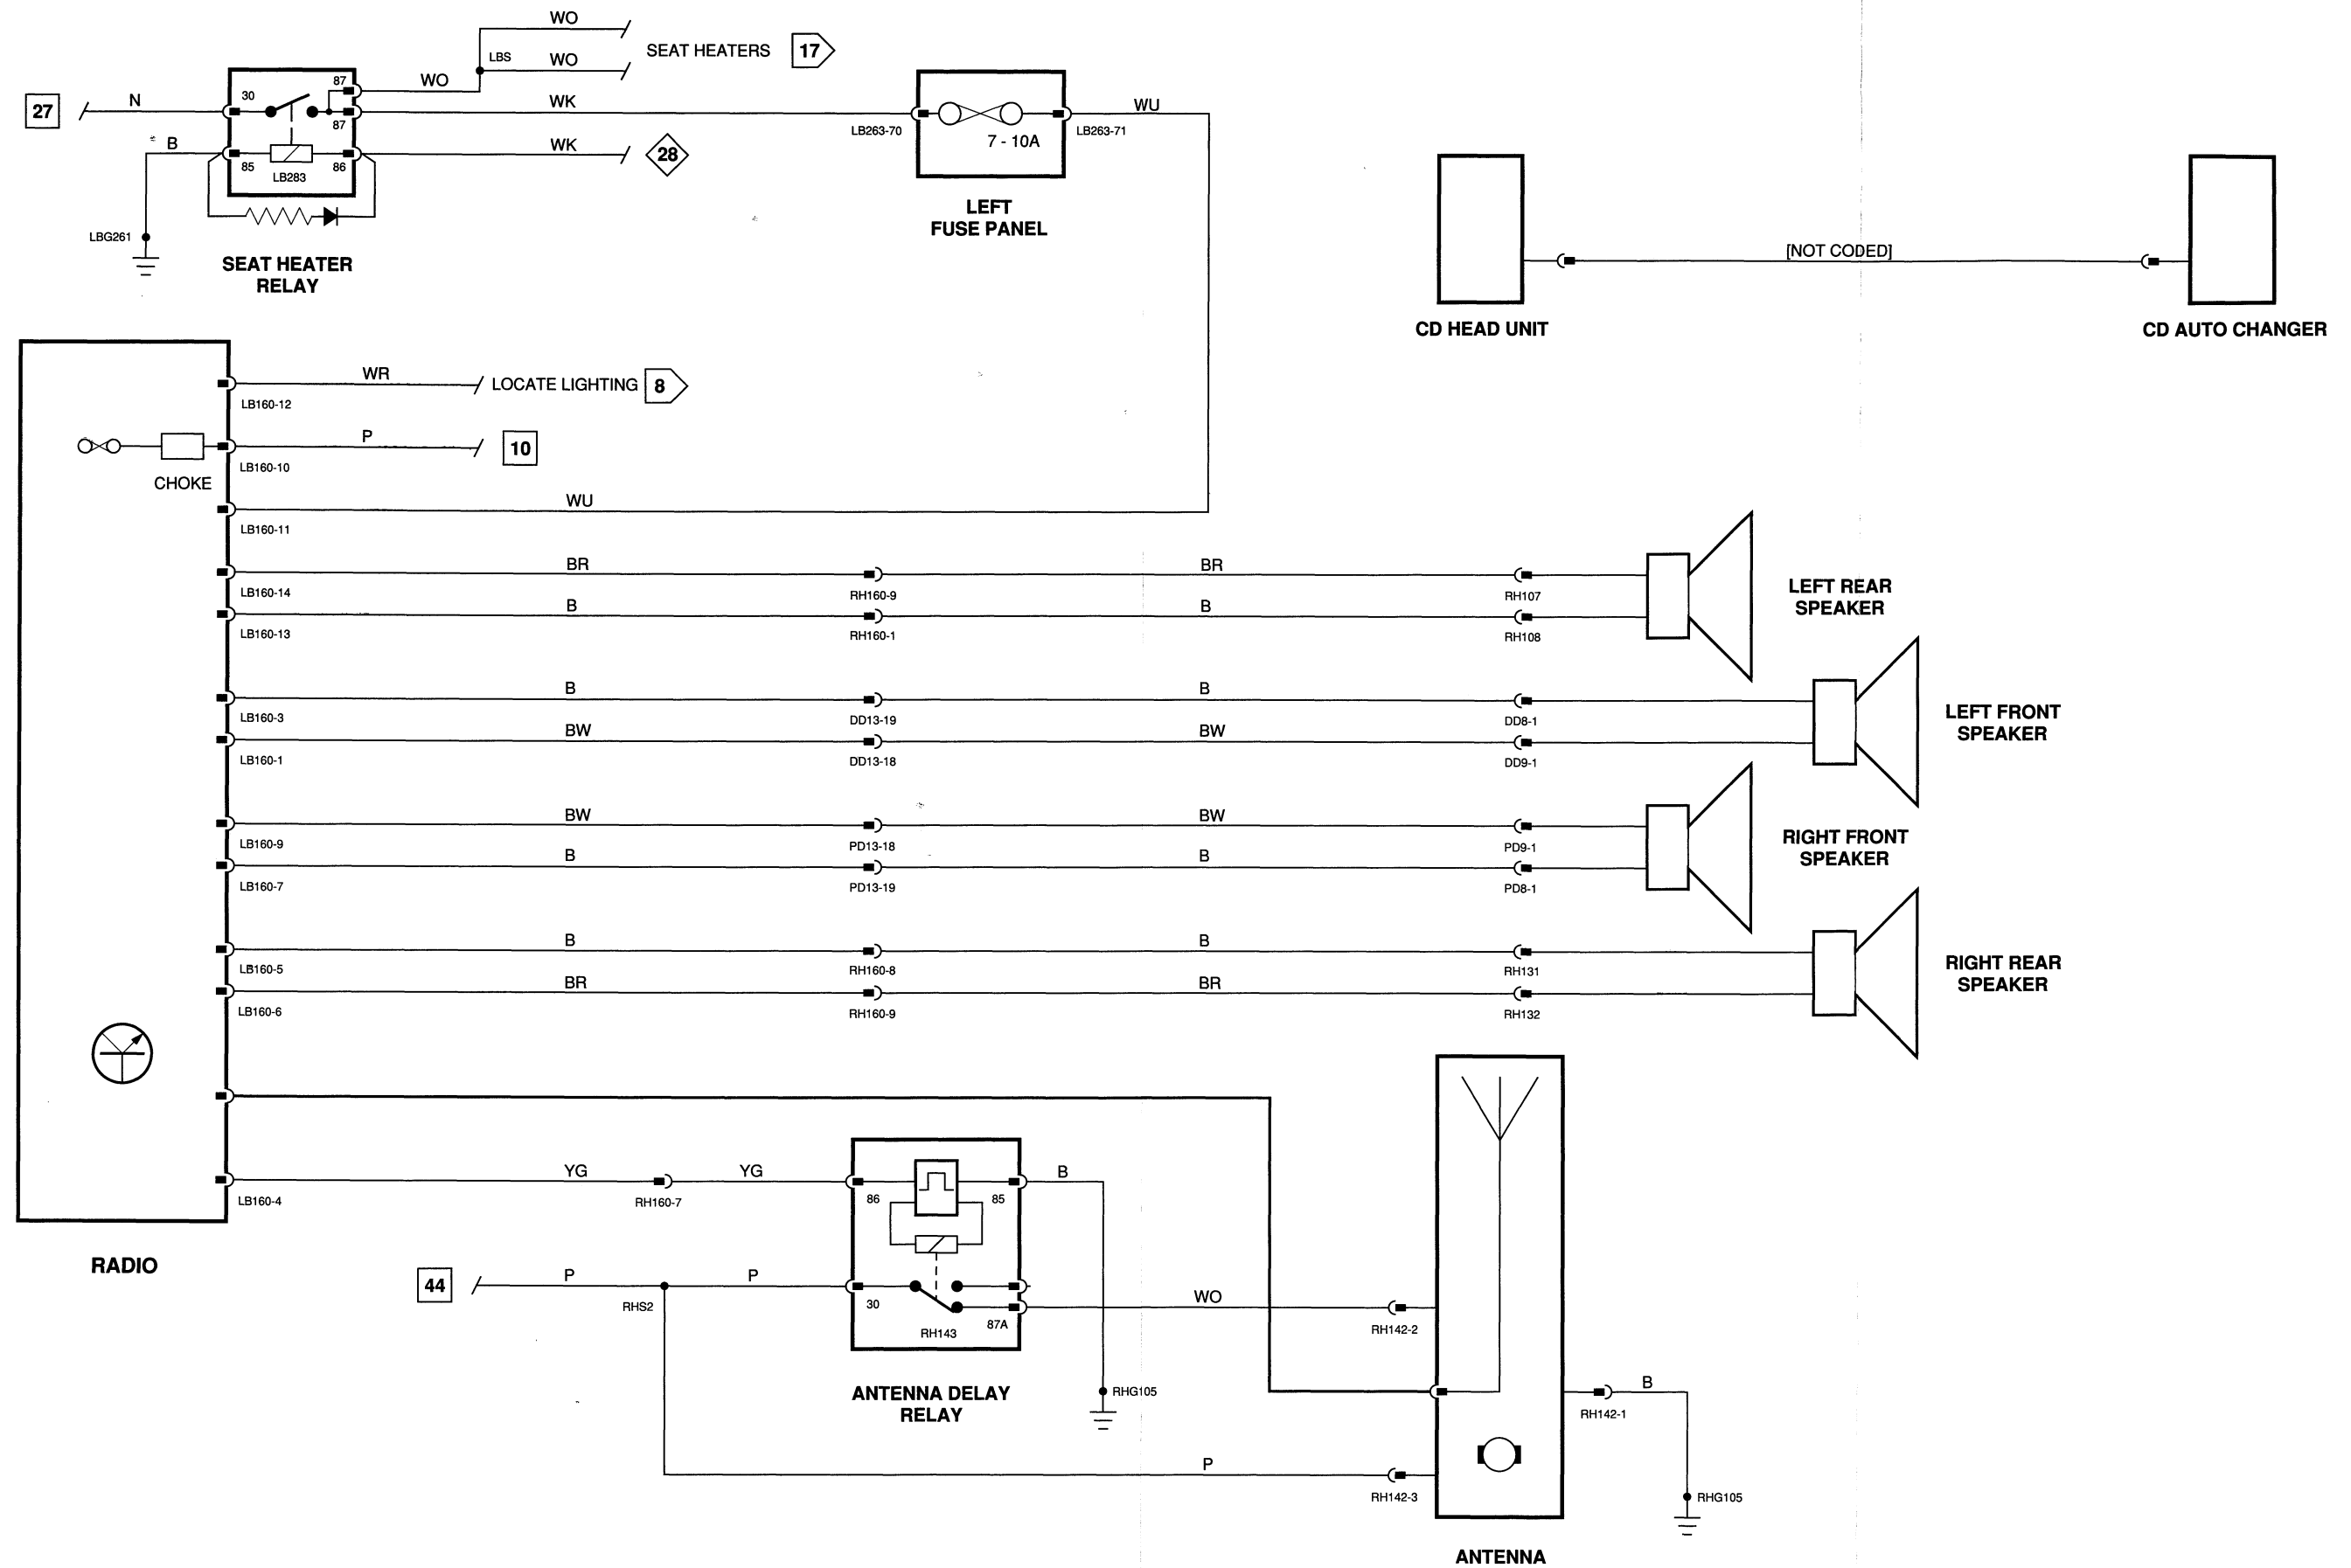 WO
LBS
WO
SEAT HEATERS
17
87
WO
30
27
N
WK
87
LB263-70
7 - 10A
WU
LB263-71
B
85
LB283
86
WK
28
LEFT
FUSE PANEL
LBG261
SEAT HEATER
RELAY
[NOT CODED]
CD HEAD UNIT
CD AUTO CHANGER
WR
LOCATE LIGHTING
8
LB160-12
P
10
LB160-10
CHOKE
WU
LB160-11
BR
BR
LB160-14
RH160-9
RH107
B
B
LB160-13
RH160-1
RH108
LEFT REAR
SPEAKER
B
B
LB160-3
DD13-19
DD8-1
BW
BW
LB160-1
DD13-18
DD9-1
LEFT FRONT
SPEAKER
BW
BW
LB160-9
PD13-18
PD9-1
B
B
LB160-7
PD13-19
PD8-1
RIGHT FRONT
SPEAKER
B
B
LB160-5
RH160-8
RH131
BR
BR
LB160-6
RH160-9
RH132
RIGHT REAR
SPEAKER
YG
YG
B
LB160-4
RH160-7
86
85
RADIO
44
P
P
RHS2
30
RH143
87A
WO
RH142-2
ANTENNA DELAY
RELAY
RHG105
B
RH142-1
P
RH142-3
RHG105
ANTENNA